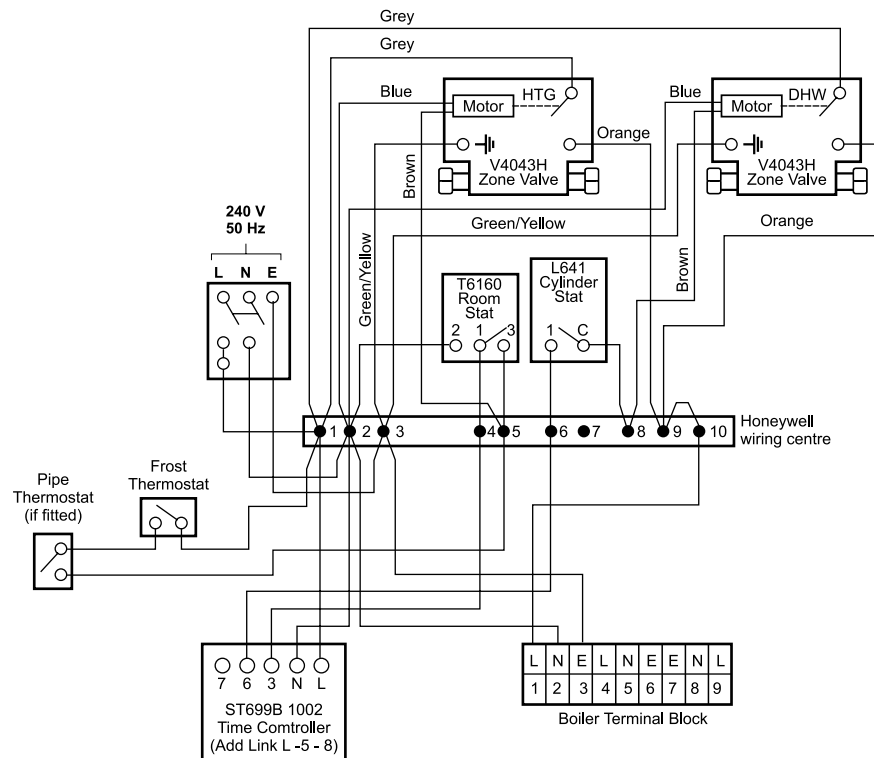 Grey
Grey
Blue
Motor
HTG
Orange
V4043H
Zone Valve
Brown
Blue
Motor
DHW
V4043H
Zone Valve
Orange
Green/Yellow
Green/Yellow
Brown
240 V
50 Hz
L N E
T6160
Room
Stat
2 1 3
L641
Cylinder
Stat
1 C
1 2 3 4 5 6 7 8 9 10
Honeywell
wiring centre
Pipe
Thermostat
(if fitted)
Frost
Thermostat
7 6 3 N L
ST699B 1002
Time Comtroller
(Add Link L -5 - 8)
L N E L N E E N L
1 2 3 4 5 6 7 8 9
Boiler Terminal Block